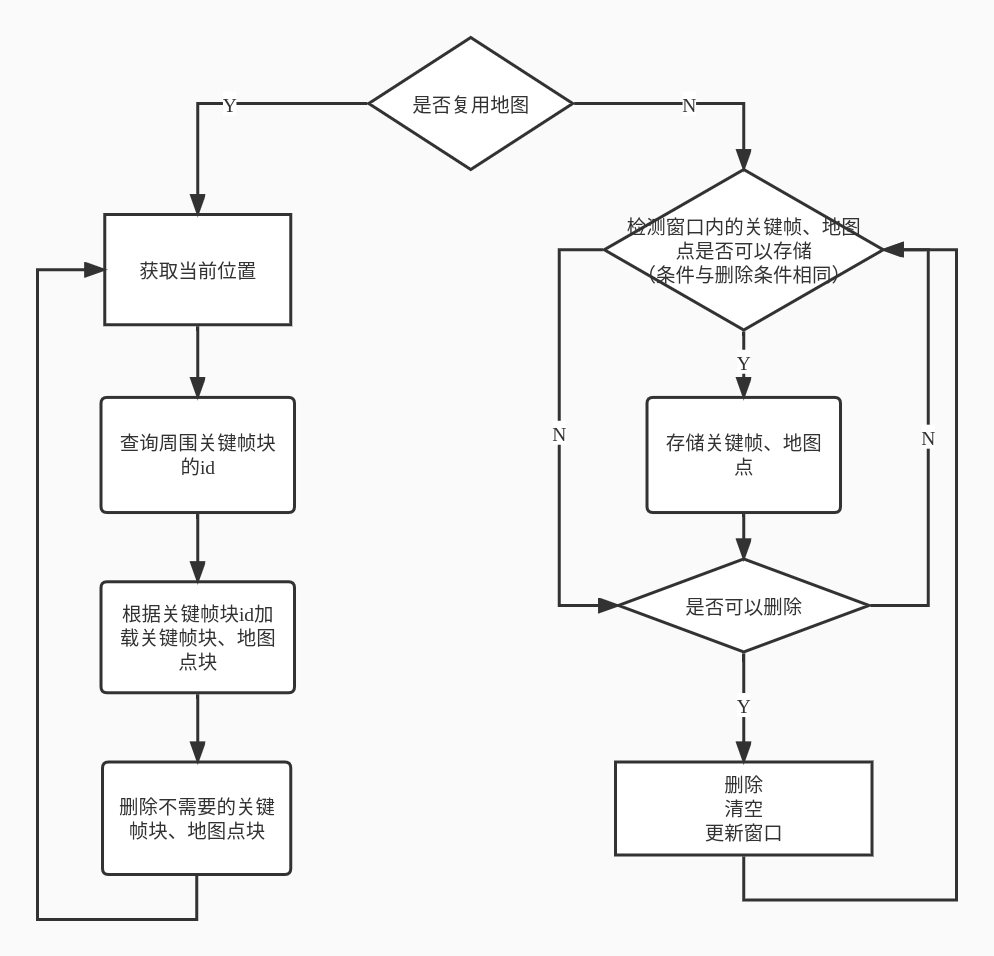 是否复用地图
Y
N
检测窗口内的关键帧、地图
点是否可以存储
（条件与删除条件相同）
获取当前位置
Y
查询周围关键帧块
的id
存储关键帧、地图
点
N
N
根据关键帧块id加
载关键帧块、地图
点块
是否可以删除
Y
删除不需要的关键
帧块、地图点块
删除
清空
更新窗口